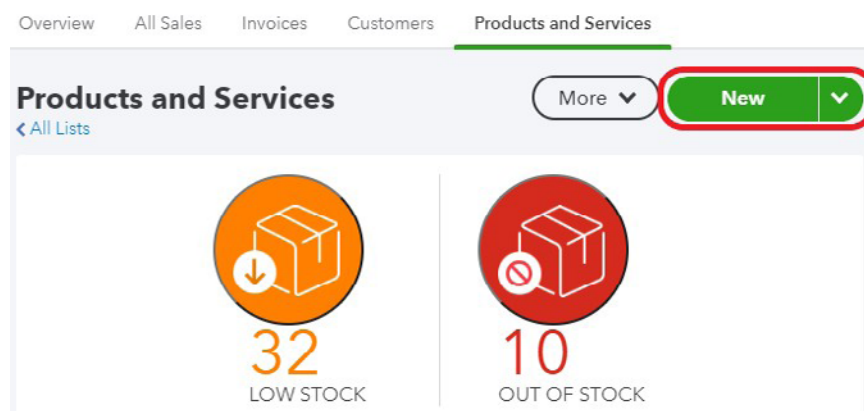 Overview All Sales Invoices Customers Products and Services
Products and Services More New
All Lists
32 10
LOW STOCK OUT OF STOCK